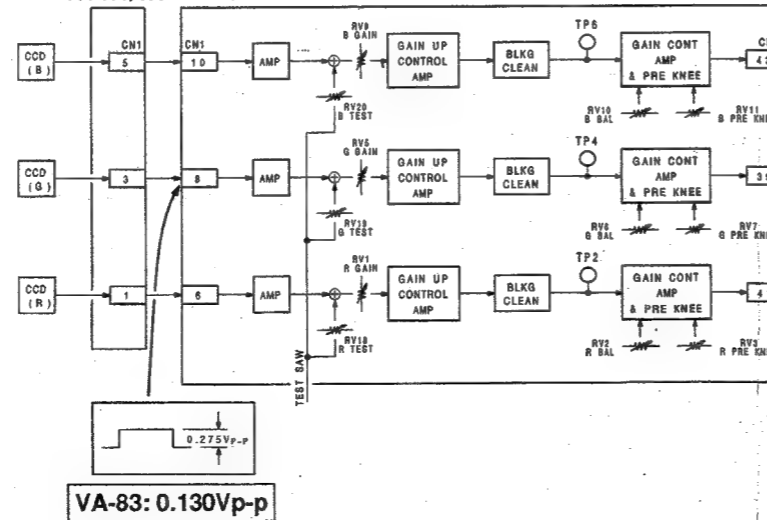 TP6
CN1
CN1
RV9
B GAIN
CCD
(B)
5
10
AMP
GAIN UP
CONTROL
AMP
BLKG
CLEAN
GAIN CONT
AMP
& PRE KNEE
RV20
B TEST
RV10
B BAL
RV11
B PRE
RV5
G GAIN
TP4
CCD
(G)
3
8
AMP
GAIN UP
CONTROL
AMP
BLKG
CLEAN
GAIN CONT
AMP
& PRE KNEE
RV19
G TEST
RV6
G BAL
RV7
G PRE
RV1
R GAIN
TP2
CCD
(R)
1
6
AMP
GAIN UP
CONTROL
AMP
BLKG
CLEAN
GAIN CONT
AMP
& PRE KNEE
RV18
R TEST
RV2
R BAL
RV3
R PRE
TEST SAW
0.275Vp-p
VA-83: 0.130Vp-p